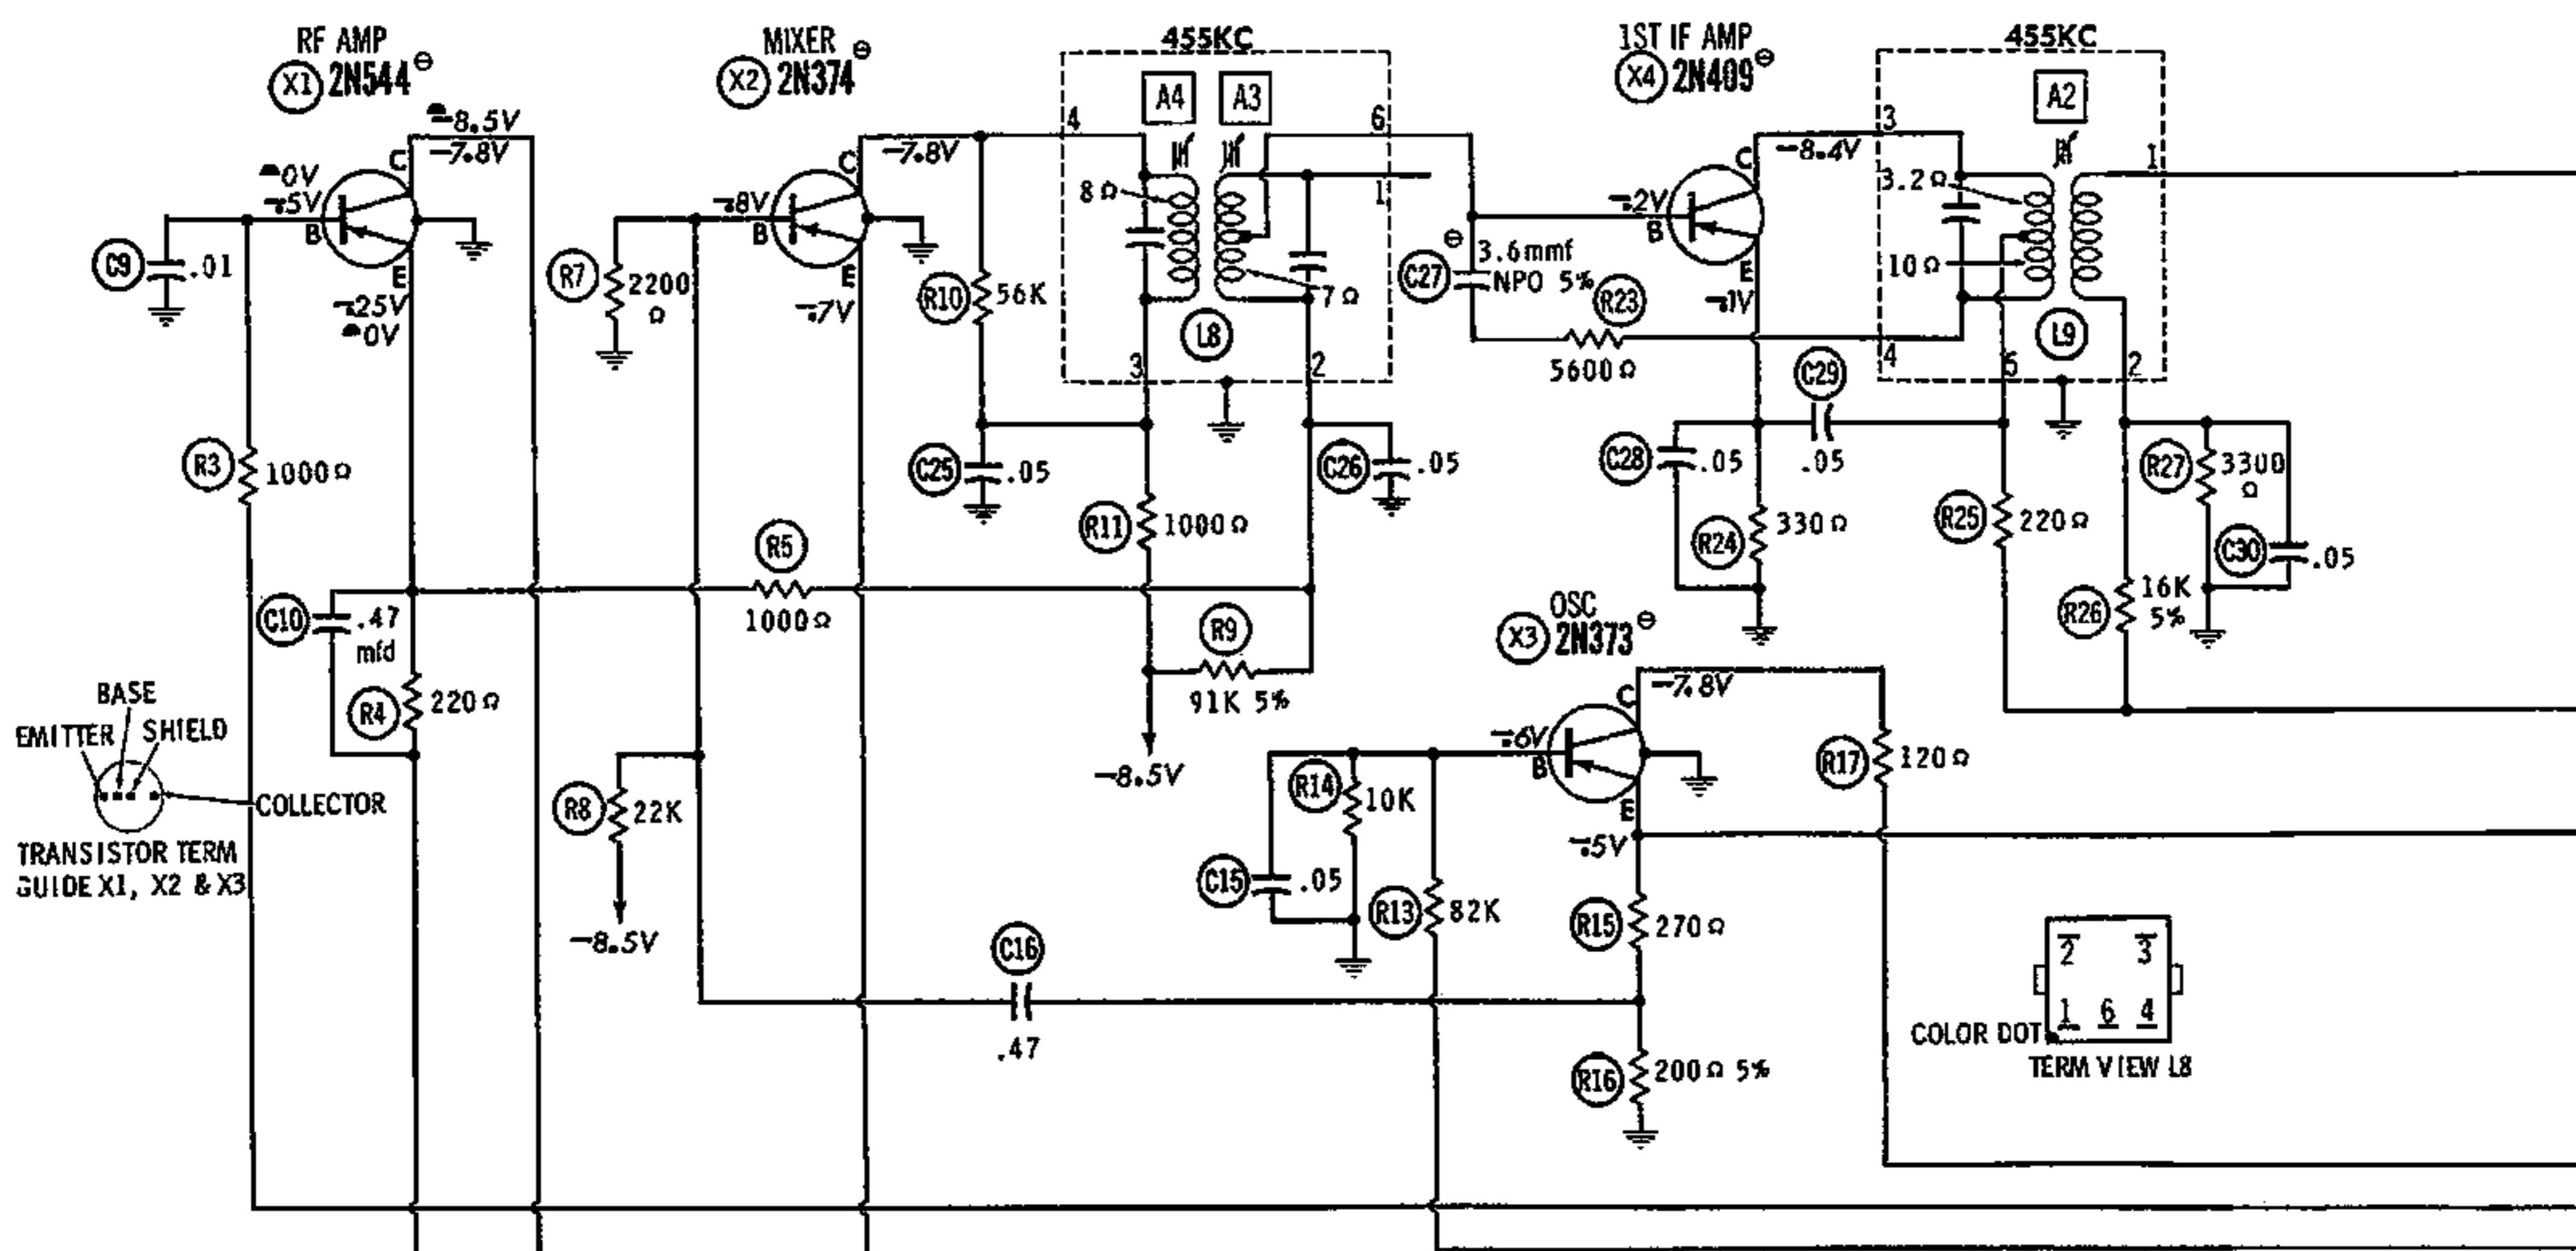 RF AMP
X1 2N544⊖
-8.5V
-7.8V
C
0V
-.5V
B
E
-.25V
0V
C9 .01
R3 1000Ω
C10 .47
mfd
R4 220Ω
BASE
EMITTER SHIELD
COLLECTOR
TRANSISTOR TERM
GUIDE X1, X2 & X3
MIXER
X2 2N374⊖
C
-7.8V
-.8V
B
E
-.7V
R7 2200
Ω
R10 56K
C25 .05
R5
1000Ω
R8 22K
-8.5V
C16
.47
455KC
A4 A3
4 6
1
8Ω
7Ω
L8
3 2
C26 .05
R11 1000Ω
R9
91K 5%
-8.5V
1ST IF AMP
X4 2N409⊖
C
-8.4V
-.2V
B
E
-.1V
⊖
C27 3.6mmf
NPO 5%
R23
5600Ω
C29
.05
C28 .05
R24 330Ω
455KC
A2
3
1
3.2Ω
10Ω
L9
4 5 2
R25 220Ω
R27 3300
Ω
C30 .05
R26 16K
5%
OSC
X3 2N373⊖
C
-7.8V
-.6V
B
E
-.5V
R14 10K
C15 .05
R13 82K
R15 270Ω
R16 200Ω 5%
R17 120Ω
2 3
1 6 4
COLOR DOT
TERM VIEW L8